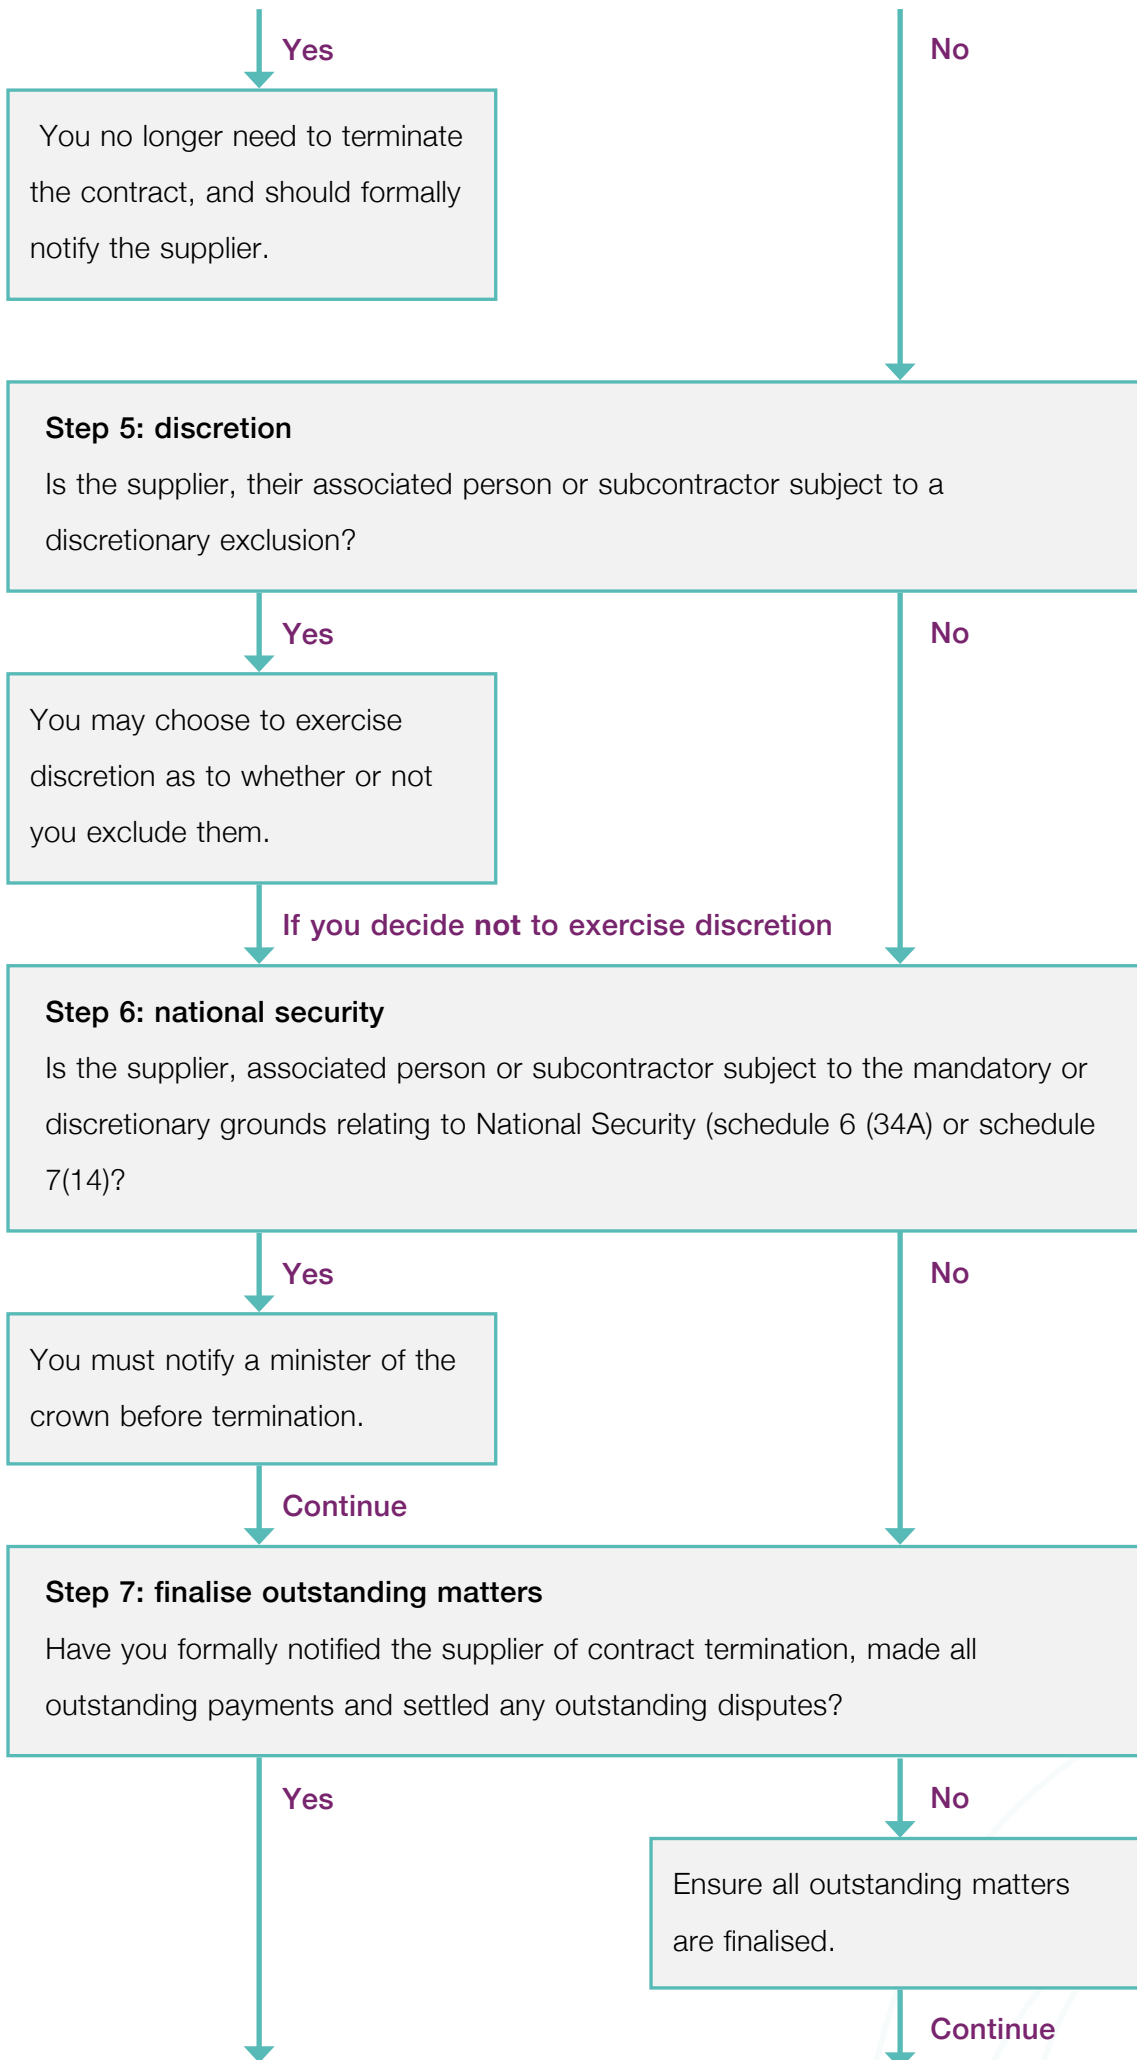 Yes
No
You no longer need to terminate
the contract, and should formally
notify the supplier.
Step 5: discretion
Is the supplier, their associated person or subcontractor subject to a
discretionary exclusion?
Yes
No
You may choose to exercise
discretion as to whether or not
you exclude them.
If you decide not to exercise discretion
Step 6: national security
Is the supplier, associated person or subcontractor subject to the mandatory or
discretionary grounds relating to National Security (schedule 6 (34A) or schedule
7(14)?
Yes
No
You must notify a minister of the
crown before termination.
Continue
Step 7: finalise outstanding matters
Have you formally notified the supplier of contract termination, made all
outstanding payments and settled any outstanding disputes?
Yes
No
Ensure all outstanding matters
are finalised.
Continue